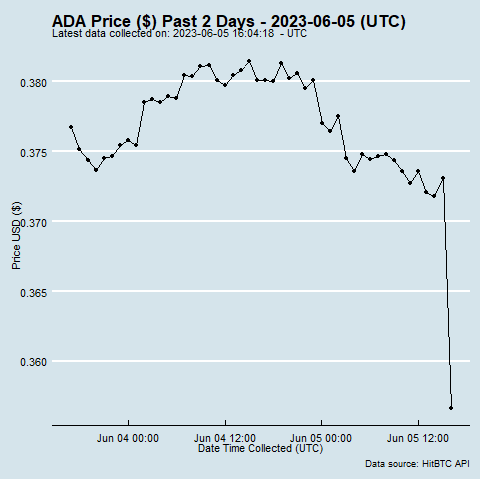 ADA Price ($) Past 2 Days - 2023-06-05 (UTC)
Latest data collected on: 2023-06-05 16:04:18 - UTC
Price USD ($)
0.380
0.375
0.370
0.365
0.360
Jun 04 00:00
Jun 04 12:00
Jun 05 00:00
Jun 05 12:00
Date Time Collected (UTC)
Data source: HitBTC API